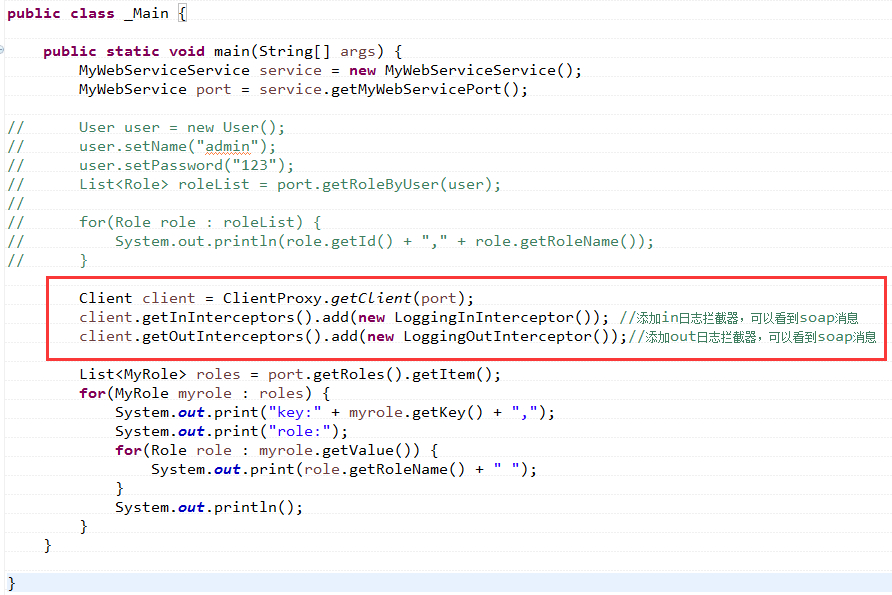 public class _Main {
public static void main(String[] args) {
MyWebServiceService service = new MyWebServiceService();
MyWebService port = service.getMyWebServicePort();
// User user = new User();
// user.setName("admin");
// user.setPassword("123");
// List<Role> roleList = port.getRoleByUser(user);
//
// for(Role role : roleList) {
// System.out.println(role.getId() + "," + role.getRoleName());
// }
Client client = ClientProxy.getClient(port);
client.getInInterceptors().add(new LoggingInInterceptor()); //添加in日志拦截器，可以看到soap消息
client.getOutInterceptors().add(new LoggingOutInterceptor());//添加out日志拦截器，可以看到soap消息
List<MyRole> roles = port.getRoles().getItem();
for(MyRole myrole : roles) {
System.out.print("key:" + myrole.getKey() + ",");
System.out.print("role:");
for(Role role : myrole.getValue()) {
System.out.print(role.getRoleName() + " ");
}
System.out.println();
}
}
}